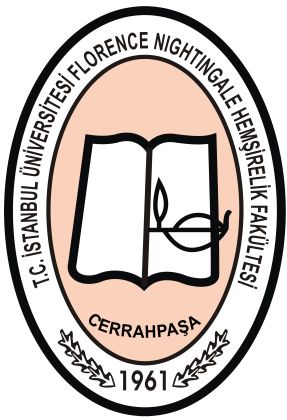 T.C. İSTANBUL ÜNİVERSİTESİ FLORENCE NIGHTINGALE HEMŞİRELİK FAKÜLTESİ
CERRAHPAŞA
1961